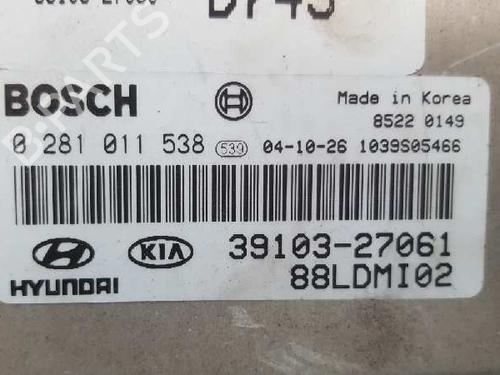 BOSCH
Made in Korea
8522 0149
0 281 011 538 539 04-10-26 1039S05466
HYUNDAI KIA 39103-27061
88LDMI02